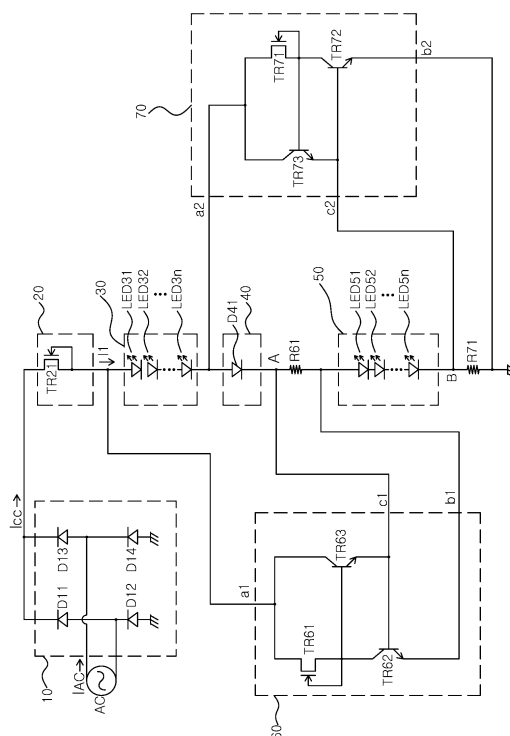 70
TR71
TR72
TR73
b2
a2
c2
20
TR21
I1
30
LED31
LED32
LED3n
40
D41
A
R61
50
LED51
LED52
LED5n
B
R71
Icc
D13
D14
D11
D12
10
IAC
AC
a1
c1
b1
TR63
TR61
TR62
60